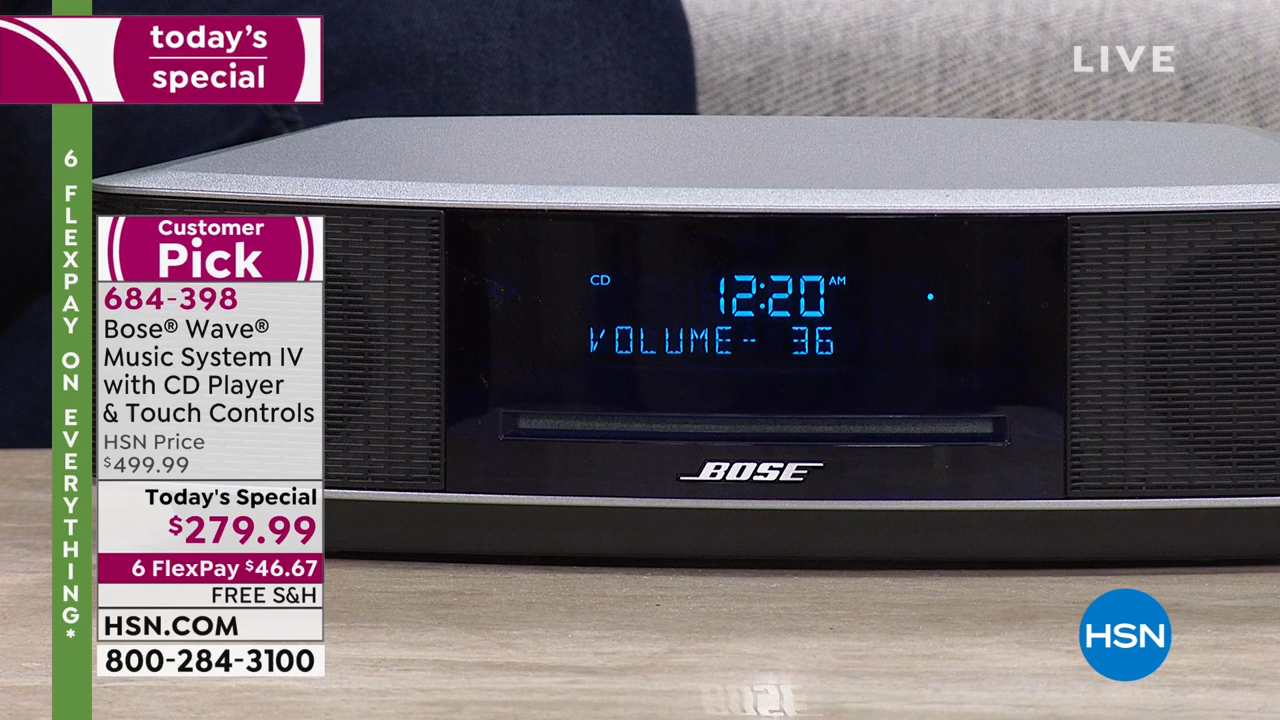 today's
special
LIVE
6 FLEXPAY ON EVERYTHING*
Customer
Pick
684-398
Bose® Wave®
Music System IV
with CD Player
& Touch Controls
HSN Price
$499.99
Today's Special
$279.99
6 FlexPay $46.67
FREE S&H
HSN.COM
800-284-3100
CD 12:20 AM
VOLUME- 36
BOSE
HSN